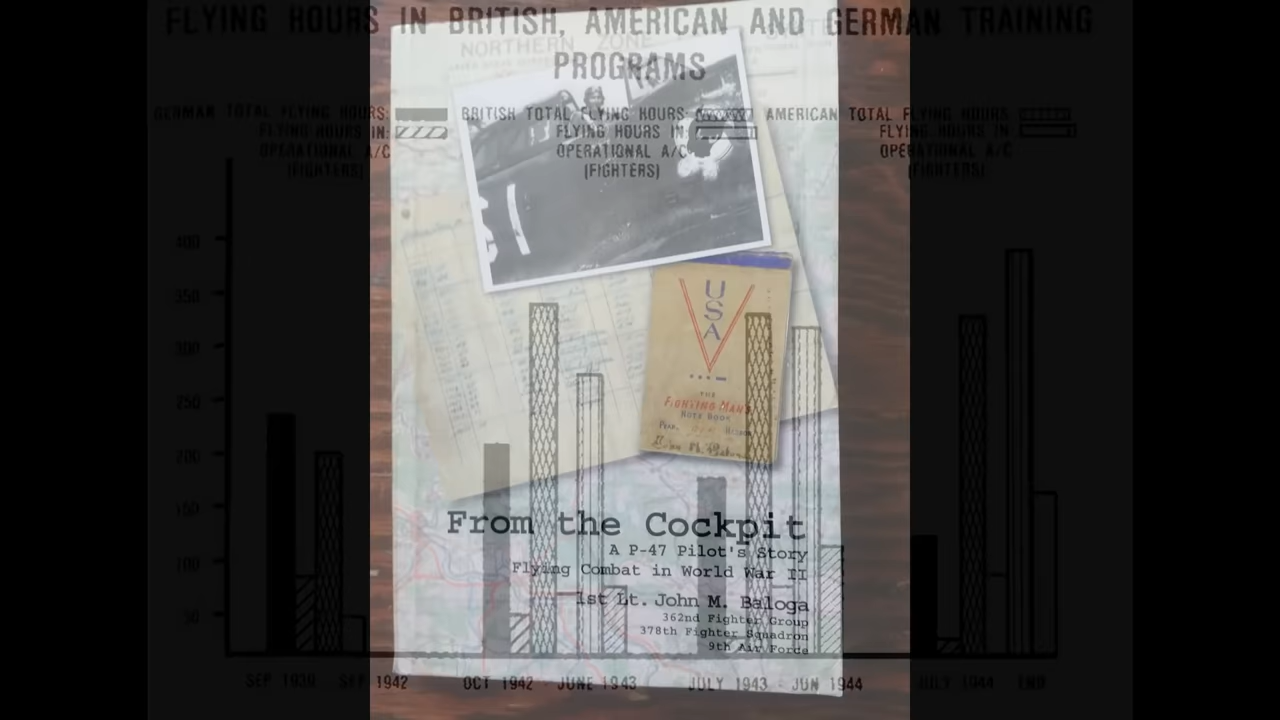 FLYING HOURS IN BRITISH, AMERICAN AND GERMAN TRAINING
PROGRAMS
NORTHERN ZONE
GERMAN TOTAL FLYING HOURS: BRITISH TOTAL FLYING HOURS: AMERICAN TOTAL FLYING HOURS
FLYING HOURS IN: FLYING HOURS IN: FLYING HOURS IN
OPERATIONAL A/C OPERATIONAL A/C OPERATIONAL A/C
(FIGHTERS) (FIGHTERS) (FIGHTERS)
400
350
300
250
200
150
100
50
USA
THE
FIGHTING MAN'S
NOTE BOOK
From the Cockpit
A P-47 Pilot's Story
Flying Combat in World War II
1st Lt. John M. Baloga
362nd Fighter Group
378th Fighter Squadron
9th Air Force
SEP 1939 SEP 1942 OCT 1942 - JUNE 1943 JULY 1943 - JUN 1944 JULY 1944 END